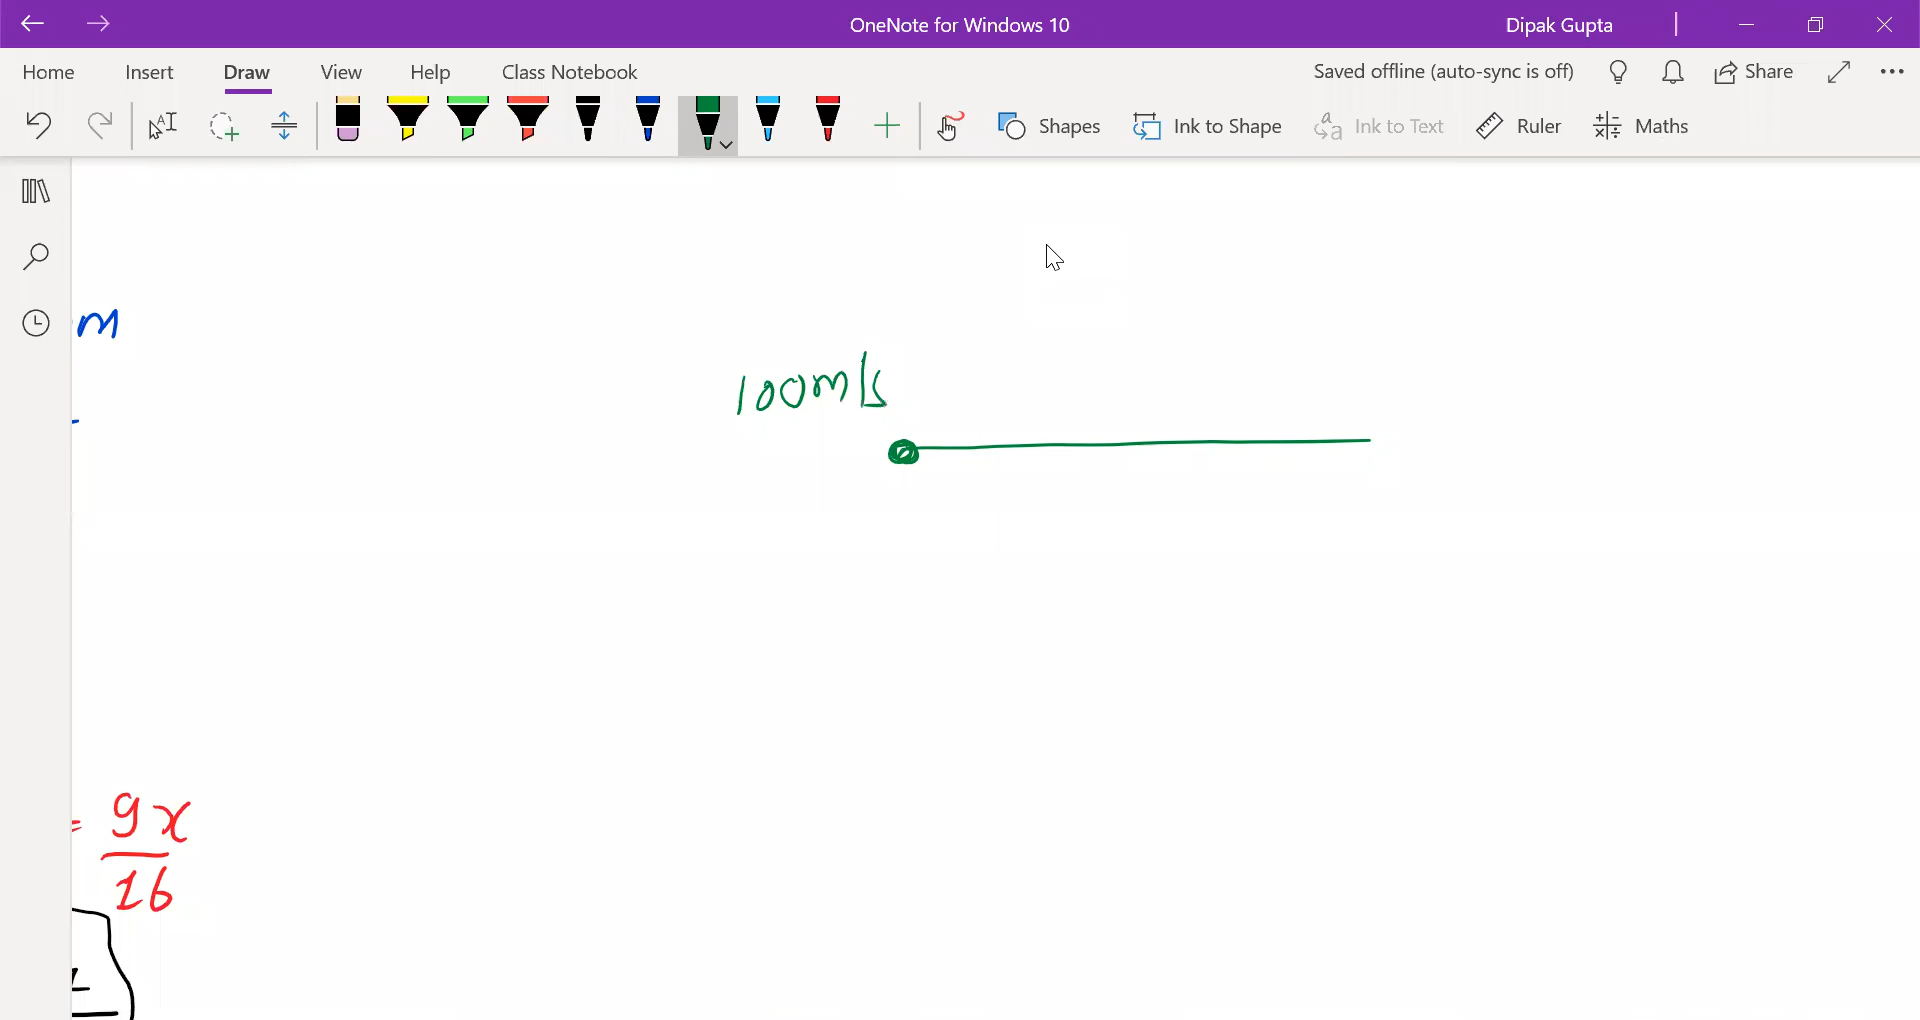 OneNote for Windows 10
Dipak Gupta
Home Insert Draw View Help Class Notebook
Saved offline (auto-sync is off) Share
Shapes Ink to Shape Ink to Text Ruler Maths
m
100m/s
= 9x
16